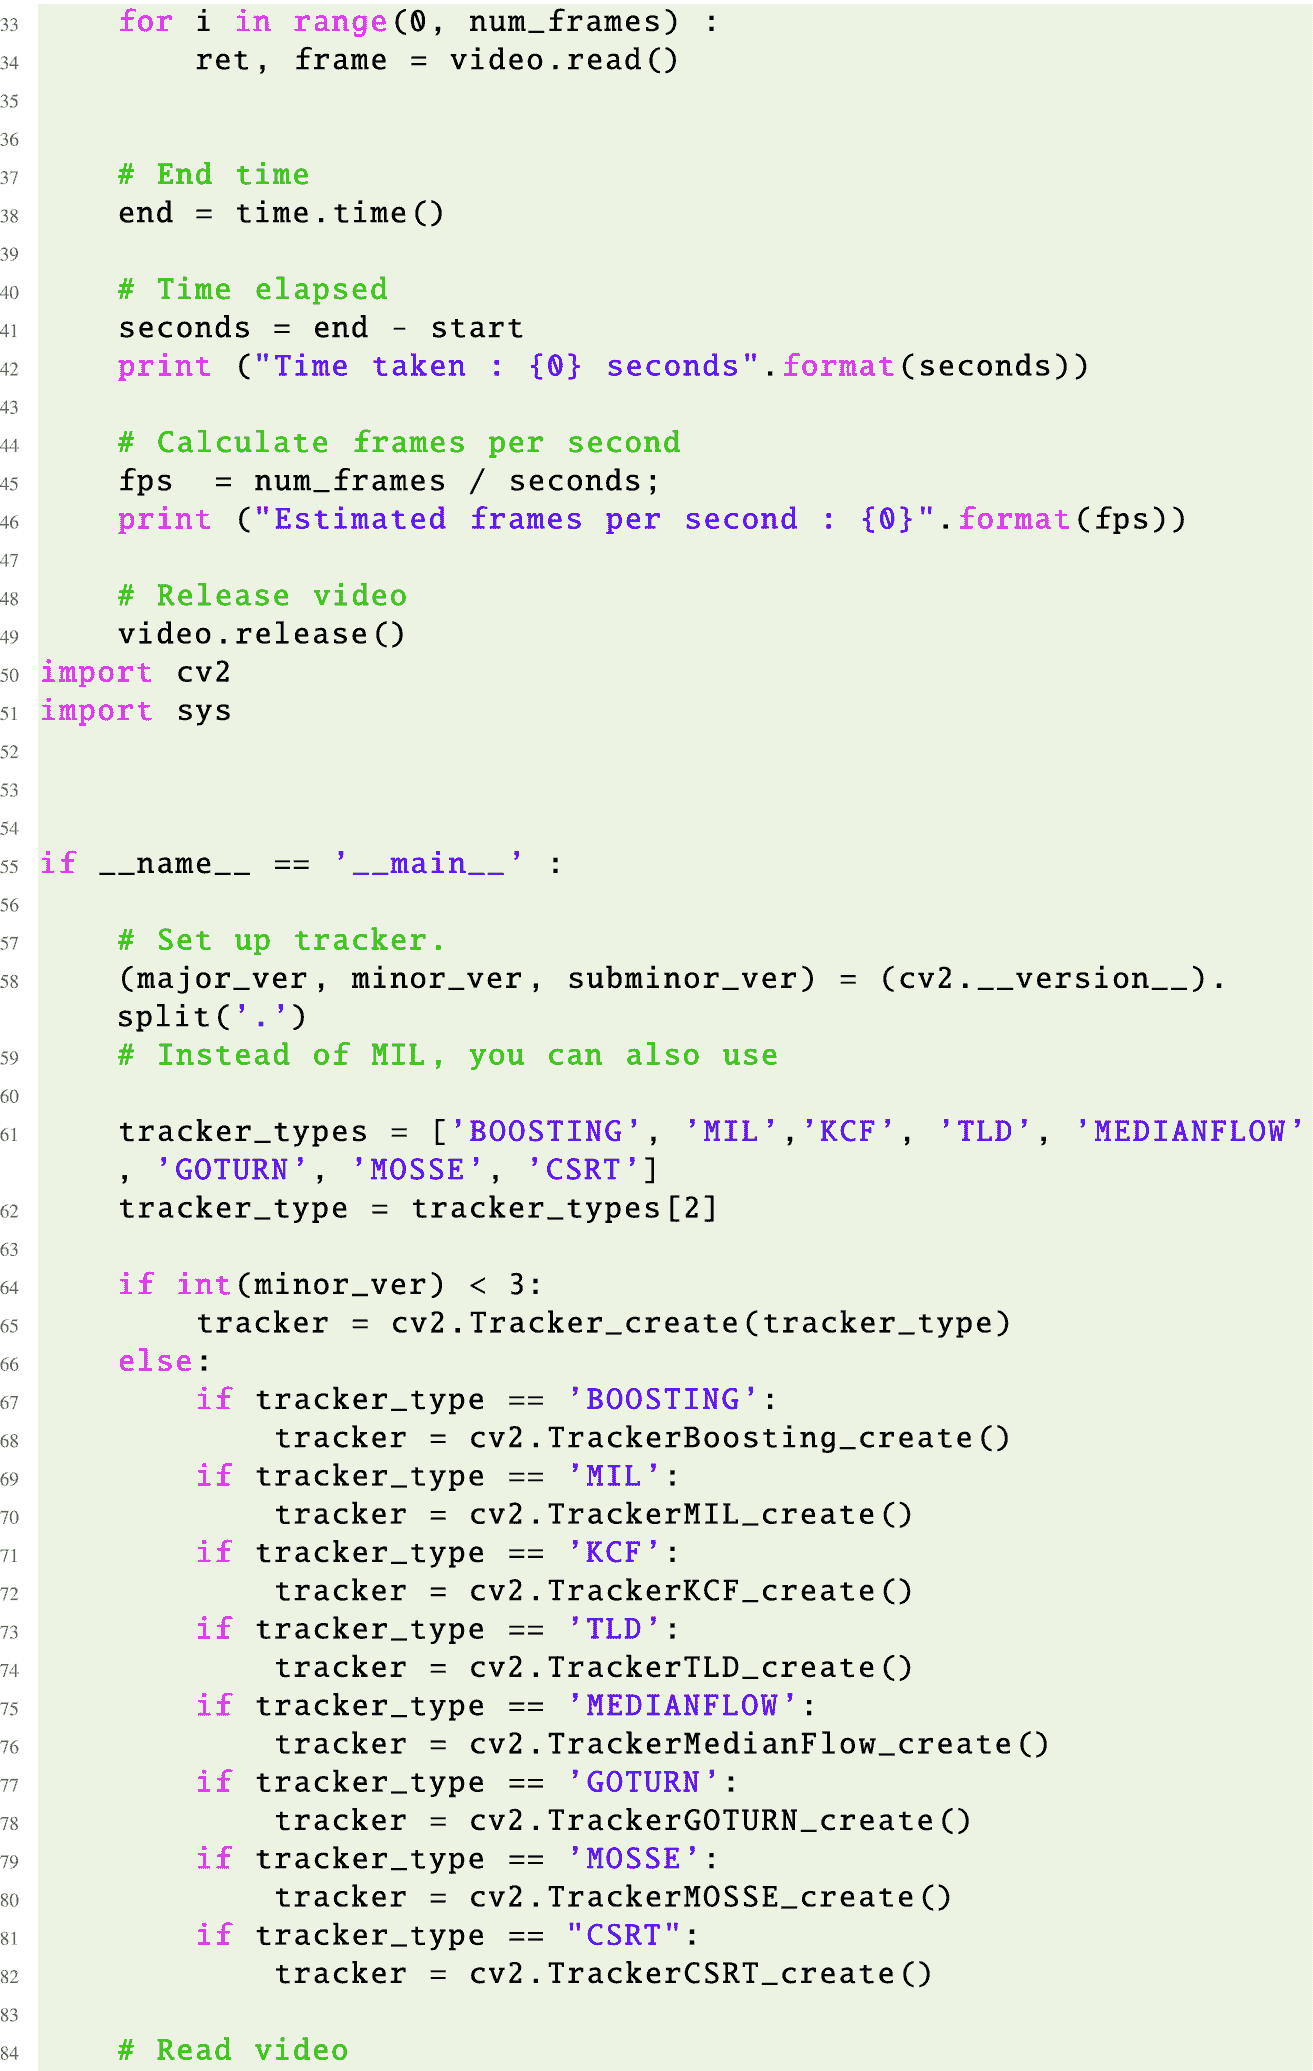 33     for i in range(0, num_frames) :
34         ret, frame = video.read()
35
36
37     # End time
38     end = time.time()
39
40     # Time elapsed
41     seconds = end - start
42     print ("Time taken : {0} seconds".format(seconds))
43
44     # Calculate frames per second
45     fps  = num_frames / seconds;
46     print ("Estimated frames per second : {0}".format(fps))
47
48     # Release video
49     video.release()
50 import cv2
51 import sys
52
53
54
55 if __name__ == '__main__' :
56
57     # Set up tracker.
58     (major_ver, minor_ver, subminor_ver) = (cv2.__version__).
    split('.')
59     # Instead of MIL, you can also use
60
61     tracker_types = ['BOOSTING', 'MIL','KCF', 'TLD', 'MEDIANFLOW'
    , 'GOTURN', 'MOSSE', 'CSRT']
62     tracker_type = tracker_types[2]
63
64     if int(minor_ver) < 3:
65         tracker = cv2.Tracker_create(tracker_type)
66     else:
67         if tracker_type == 'BOOSTING':
68             tracker = cv2.TrackerBoosting_create()
69         if tracker_type == 'MIL':
70             tracker = cv2.TrackerMIL_create()
71         if tracker_type == 'KCF':
72             tracker = cv2.TrackerKCF_create()
73         if tracker_type == 'TLD':
74             tracker = cv2.TrackerTLD_create()
75         if tracker_type == 'MEDIANFLOW':
76             tracker = cv2.TrackerMedianFlow_create()
77         if tracker_type == 'GOTURN':
78             tracker = cv2.TrackerGOTURN_create()
79         if tracker_type == 'MOSSE':
80             tracker = cv2.TrackerMOSSE_create()
81         if tracker_type == "CSRT":
82             tracker = cv2.TrackerCSRT_create()
83
84     # Read video